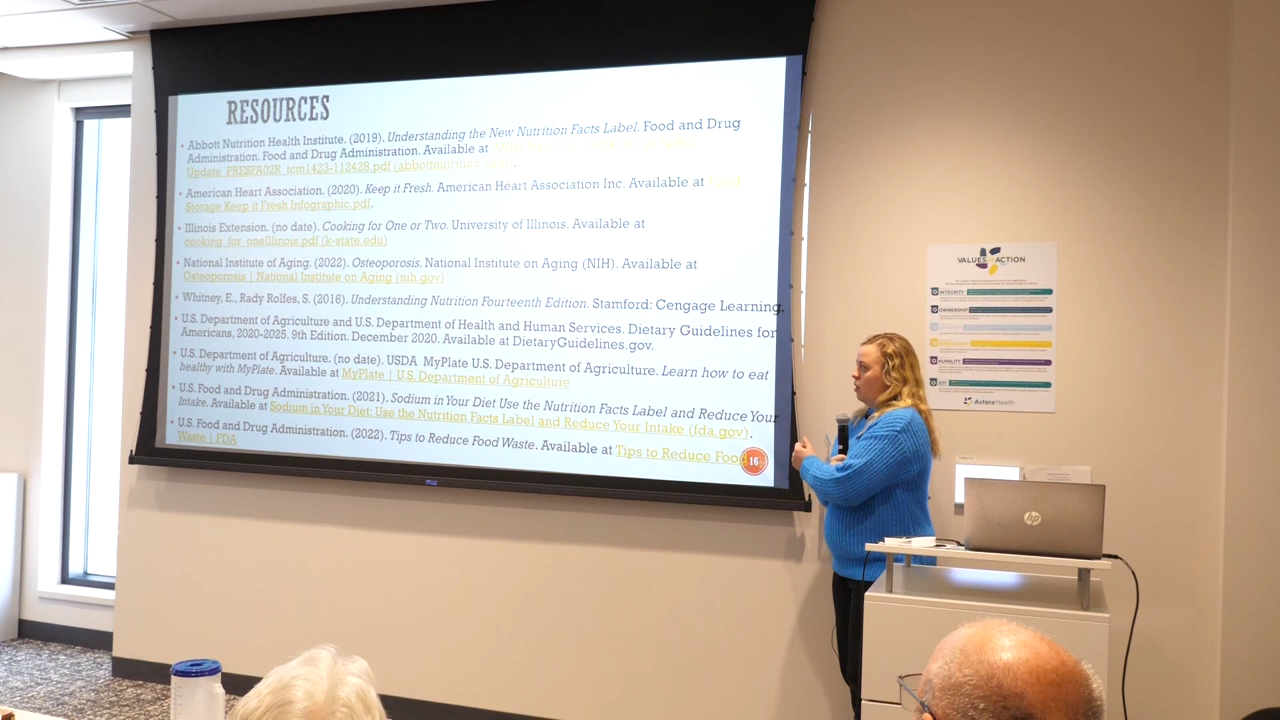 RESOURCES
• Abbott Nutrition Health Institute. (2019). Understanding the New Nutrition Facts Label. Food and Drug
Administration. Food and Drug Administration. Available at
Update_PRESFA02R_tcm1423-112428.pdf (abbottnutrition.com).
• American Heart Association. (2020). Keep it Fresh. American Heart Association Inc. Available at Food
Storage Keep it Fresh Infographic.pdf.
• Illinois Extension. (no date). Cooking for One or Two. University of Illinois. Available at
cooking_for_oneIllinois.pdf (k-state.edu)
• National Institute of Aging. (2022). Osteoporosis. National Institute on Aging (NIH). Available at
Osteoporosis | National Institute on Aging (nih.gov)
• Whitney, E., Rady Rolfes, S. (2016). Understanding Nutrition Fourteenth Edition. Stamford: Cengage Learning.
• U.S. Department of Agriculture and U.S. Department of Health and Human Services. Dietary Guidelines for
Americans, 2020-2025. 9th Edition. December 2020. Available at DietaryGuidelines.gov.
• U.S. Department of Agriculture. (no date). USDA MyPlate U.S. Department of Agriculture. Learn how to eat
healthy with MyPlate. Available at MyPlate | U.S. Department of Agriculture
• U.S. Food and Drug Administration. (2021). Sodium in Your Diet Use the Nutrition Facts Label and Reduce Your
Intake. Available at Sodium in Your Diet: Use the Nutrition Facts Label and Reduce Your Intake (fda.gov).
• U.S. Food and Drug Administration. (2022). Tips to Reduce Food Waste. Available at Tips to Reduce Food
Waste | FDA
16
VALUES IN ACTION
INTEGRITY
OWNERSHIP
HUMILITY
JOY
AsteraHealth
hp